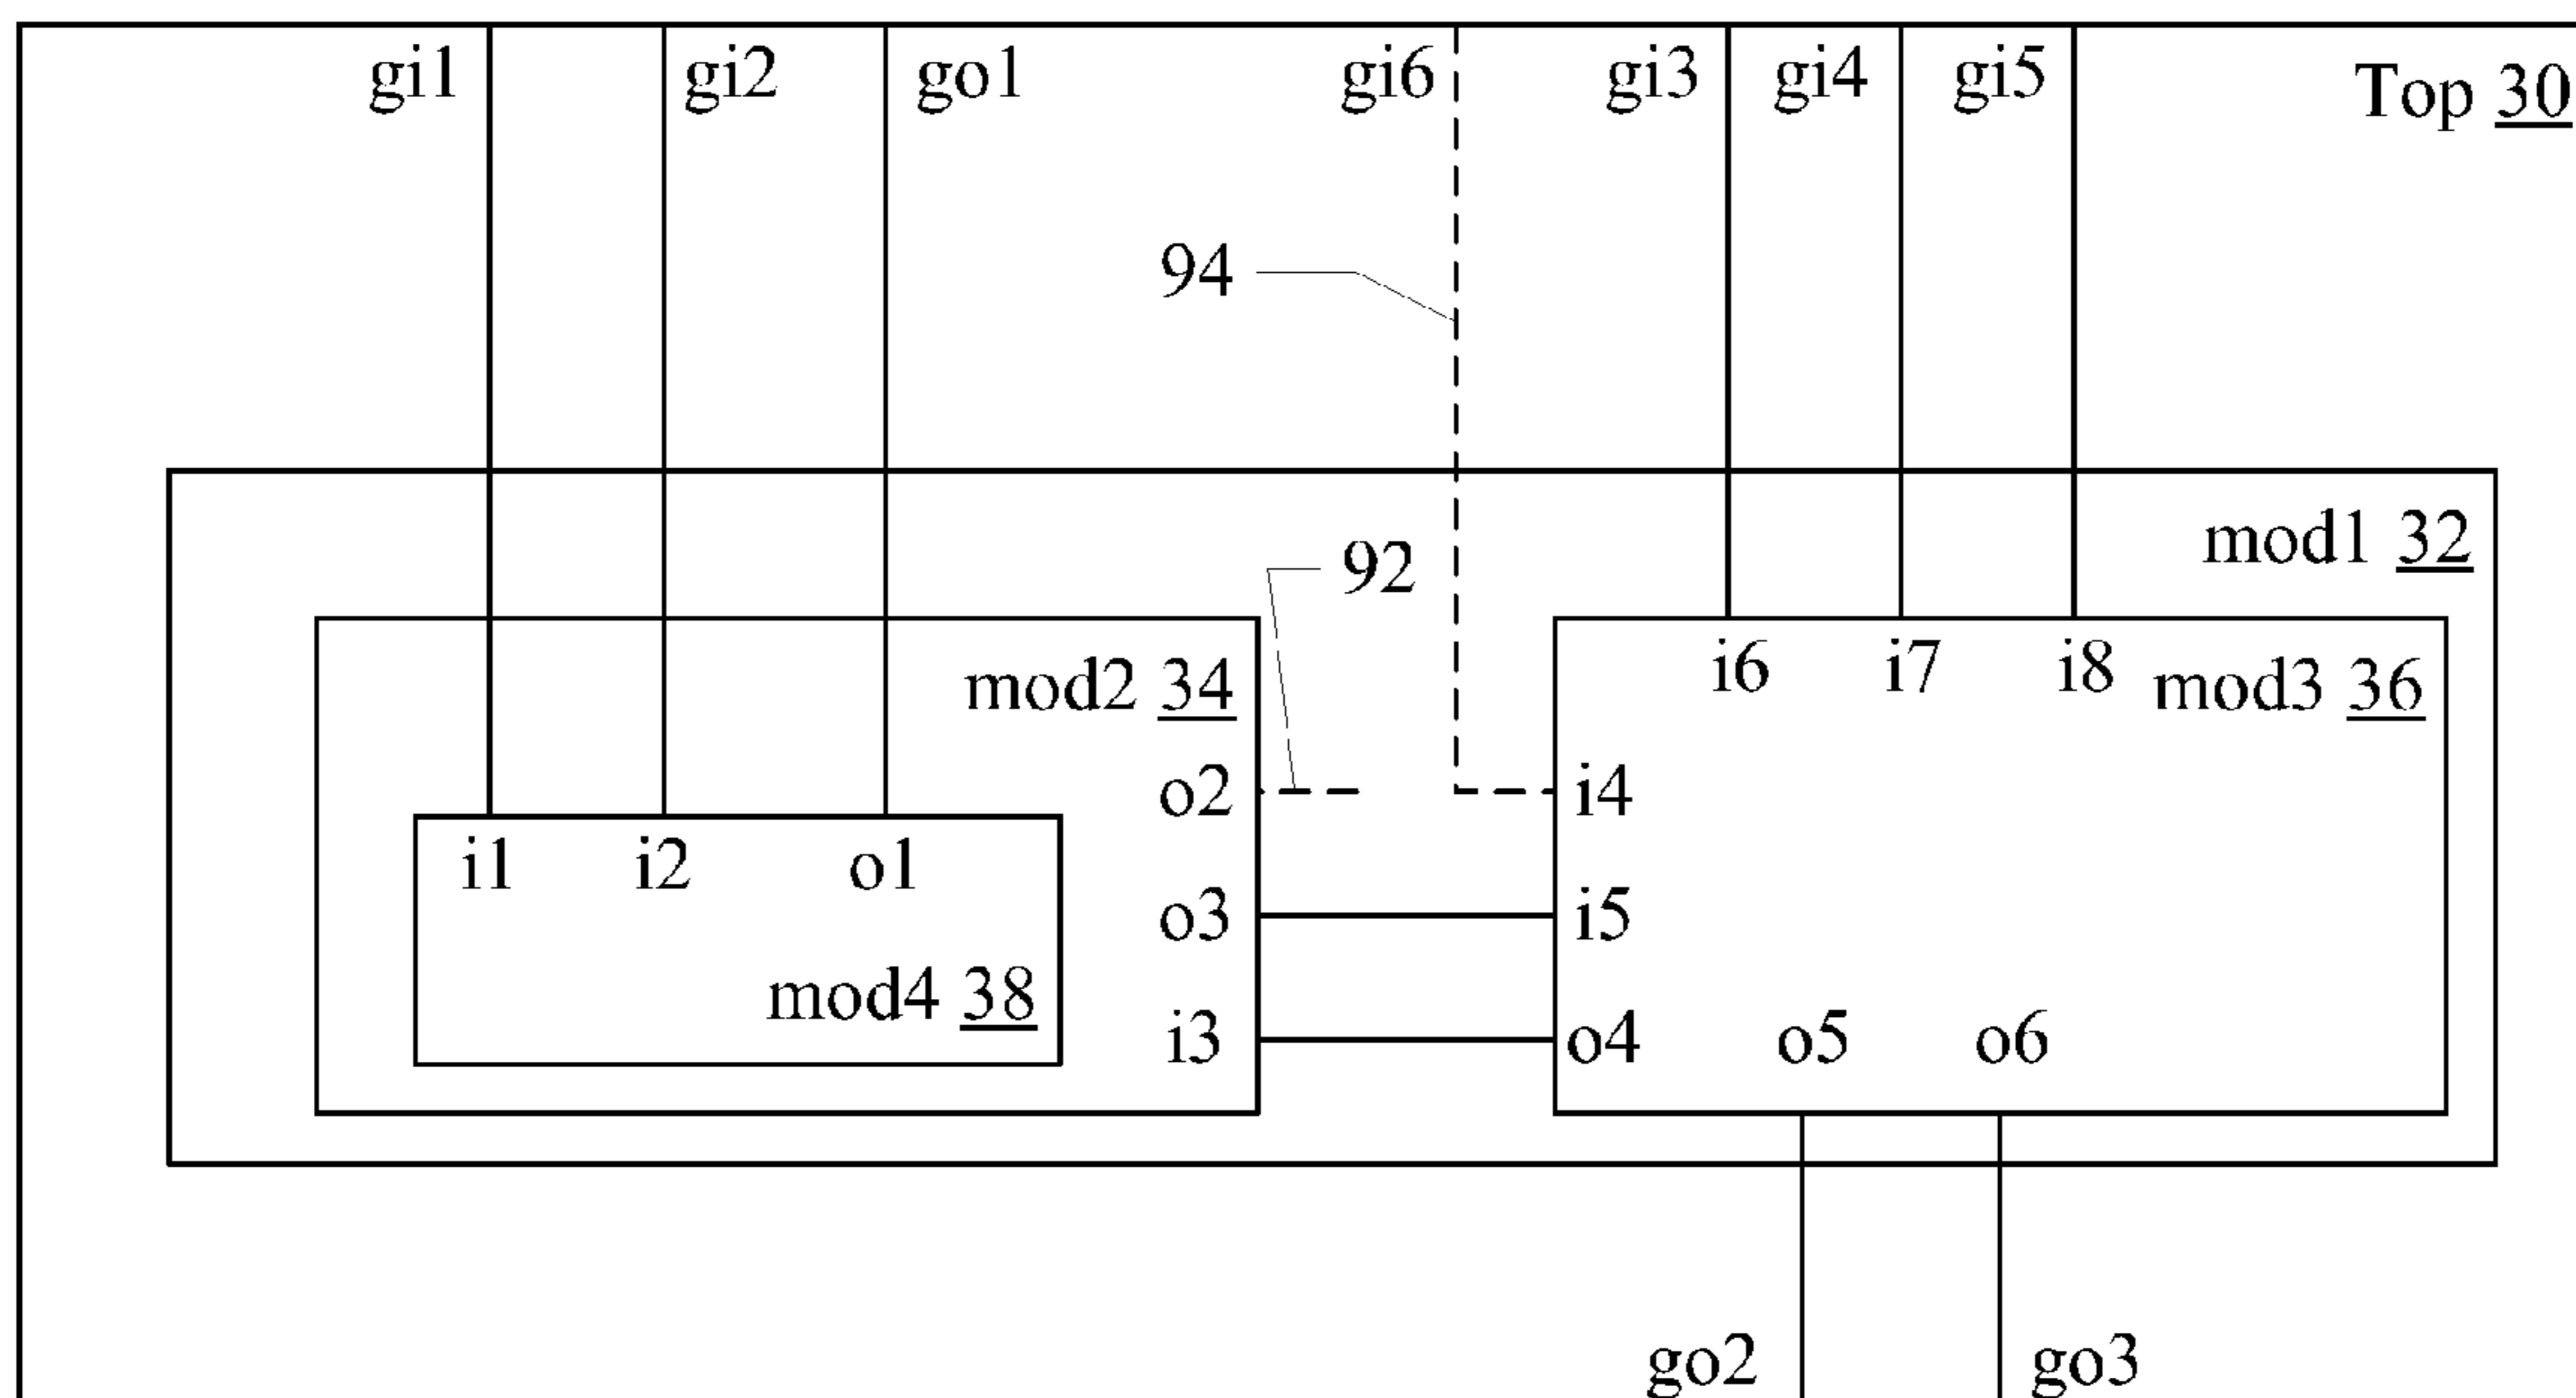 gi1 gi2 go1 gi6 gi3 gi4 gi5 Top 30
94
mod1 32
92
mod2 34 i6 i7 i8 mod3 36
o2 i4
i1 i2 o1
o3 i5
mod4 38
i3 o4 o5 o6
go2 go3